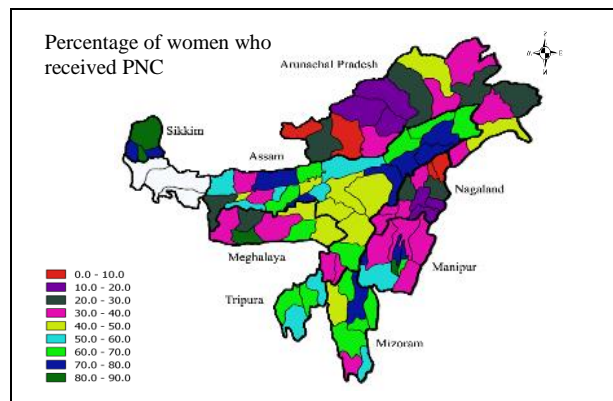 Percentage of women who
received PNC
Arunachal Pradesh
Sikkim
Assam
Nagaland
Meghalaya
Manipur
Tripura
Mizoram
0.0 - 10.0
10.0 - 20.0
20.0 - 30.0
30.0 - 40.0
40.0 - 50.0
50.0 - 60.0
60.0 - 70.0
70.0 - 80.0
80.0 - 90.0